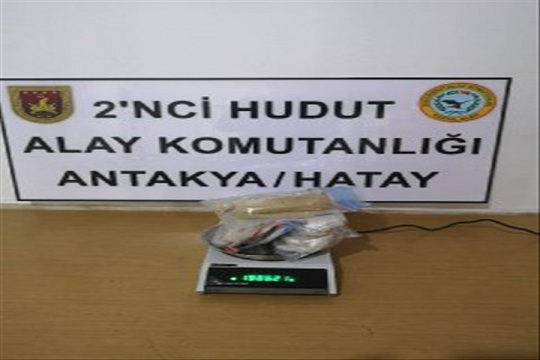 2'NCİ HUDUT
ALAY KOMUTANLIĞI
ANTAKYA/HATAY